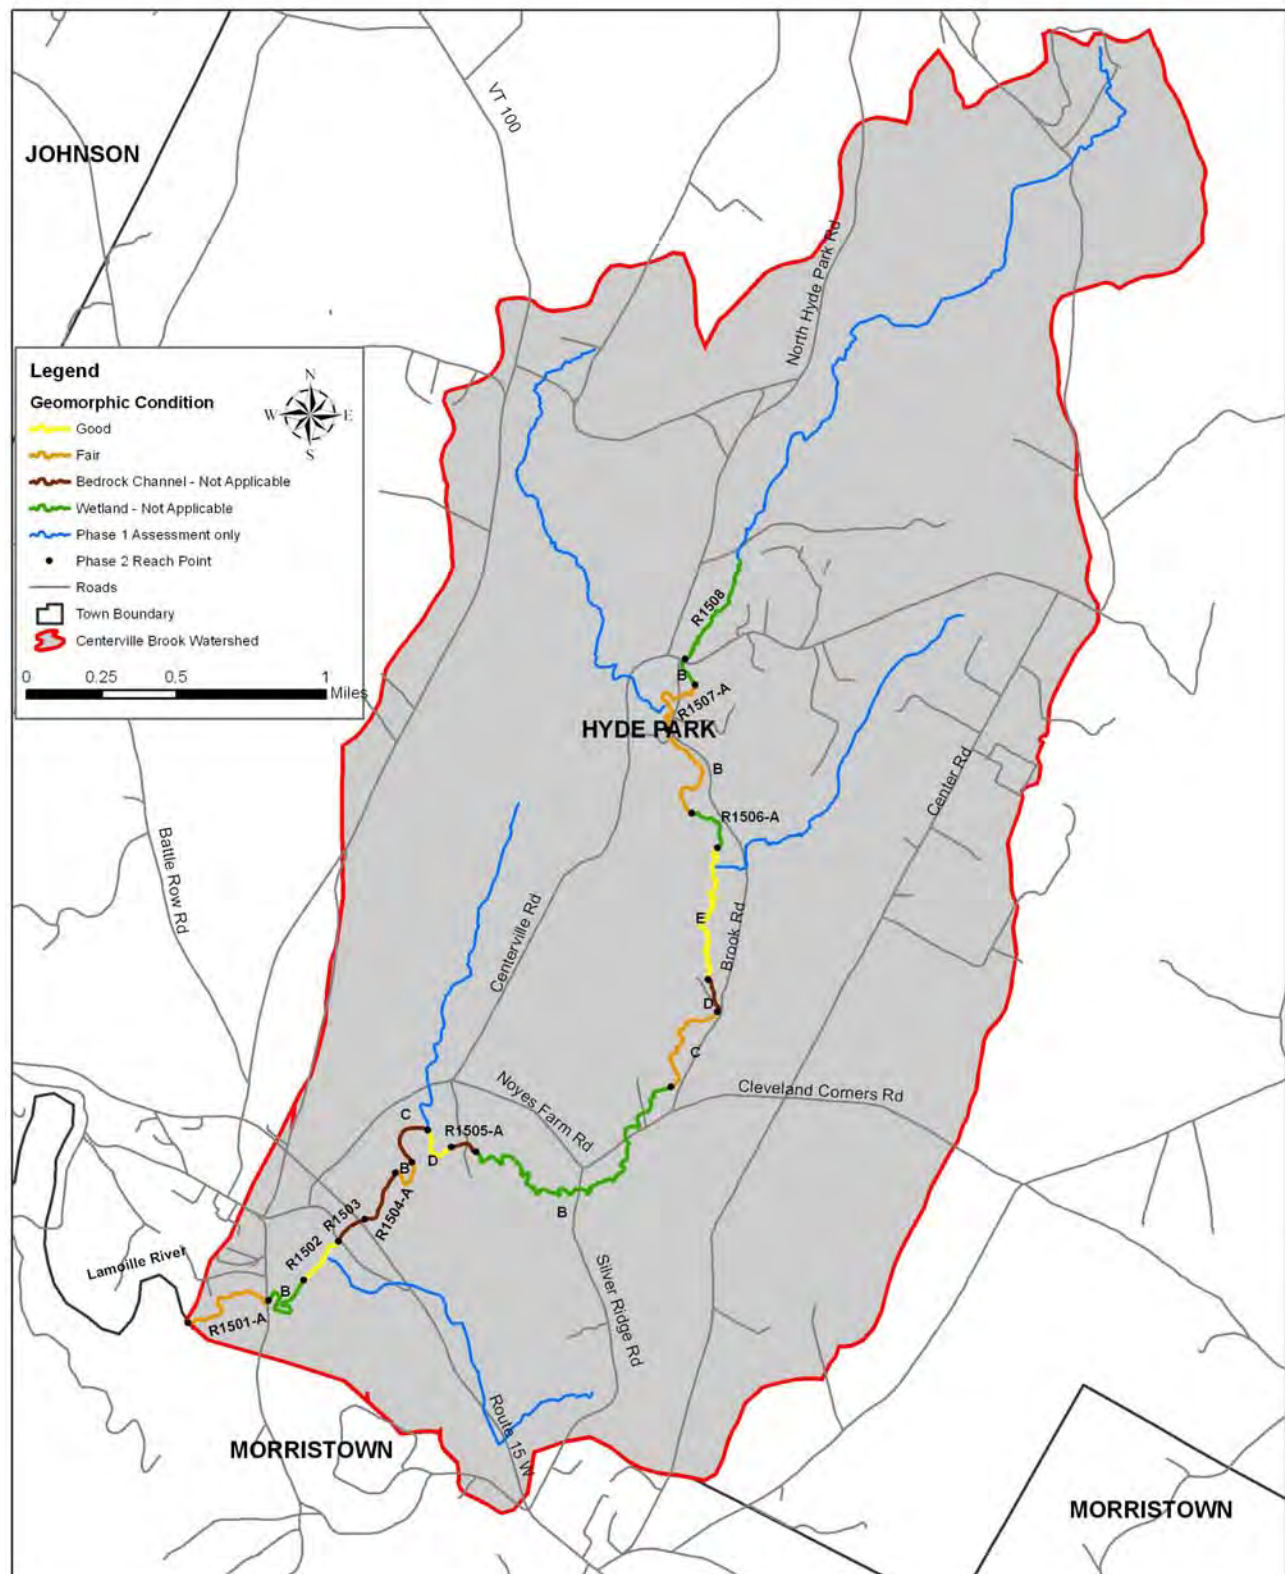 VT 100
JOHNSON
North Hyde Park Rd
Legend
Geomorphic Condition
N
W E
S
Good
Fair
Bedrock Channel - Not Applicable
Wetland - Not Applicable
Phase 1 Assessment only
Phase 2 Reach Point
Roads
Town Boundary
Centerville Brook Watershed
0 0.25 0.5 1
Miles
R1508
B
R1507-A
HYDE PARK
B
R1506-A
Center Rd
Battle Row Rd
Centerville Rd
E
Brook Rd
D
C
Noyes Farm Rd
Cleveland Corners Rd
C
R1505-A
D
B
R1504-A
B
R1503
R1502
Lamoille River
B
R1501-A
Silver Ridge Rd
Route 15 W
MORRISTOWN
MORRISTOWN